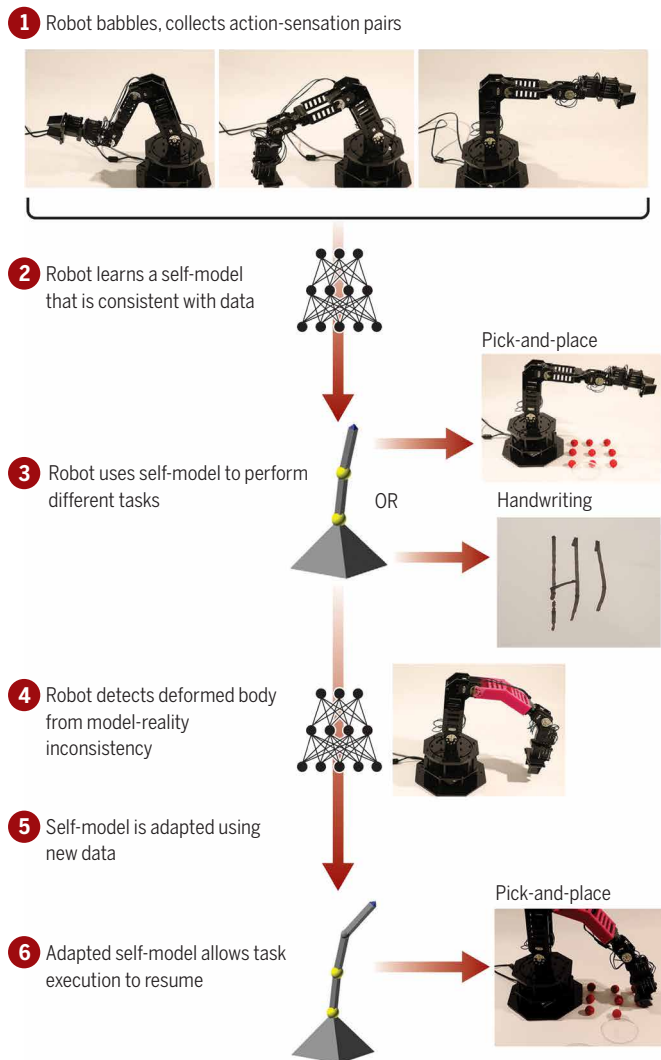 1 Robot babbles, collects action-sensation pairs
2 Robot learns a self-model
that is consistent with data
Pick-and-place
3 Robot uses self-model to perform
different tasks
OR
Handwriting
HI
4 Robot detects deformed body
from model-reality
inconsistency
5 Self-model is adapted using
new data
Pick-and-place
6 Adapted self-model allows task
execution to resume